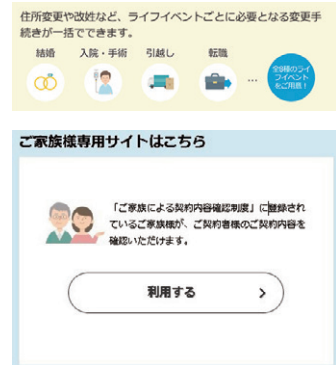 住所変更や改姓など、ライフイベントごとに必要となる変更手
続きが一括でできます。
結婚 入院・手術 引越し 転職
… 全9種のライ
フイベント
をご用意！
ご家族様専用サイトはこちら
「ご家族による契約内容確認制度」に登録され
ているご家族様が、ご契約者様のご契約内容を
確認いただけます。
利用する